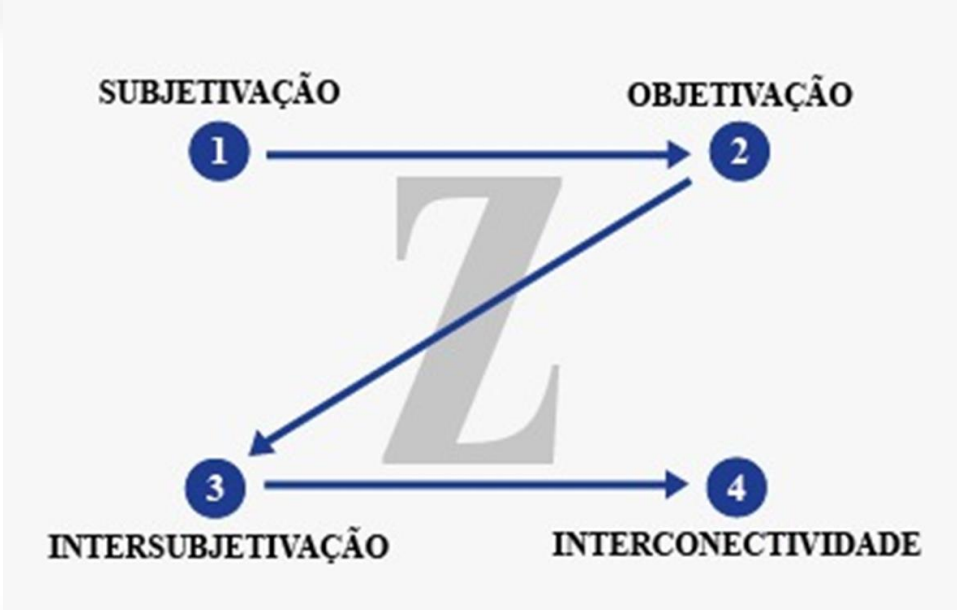 SUBJETIVAÇÃO
OBJETIVAÇÃO
1
2
Z
3
4
INTERSUBJETIVAÇÃO
INTERCONECTIVIDADE